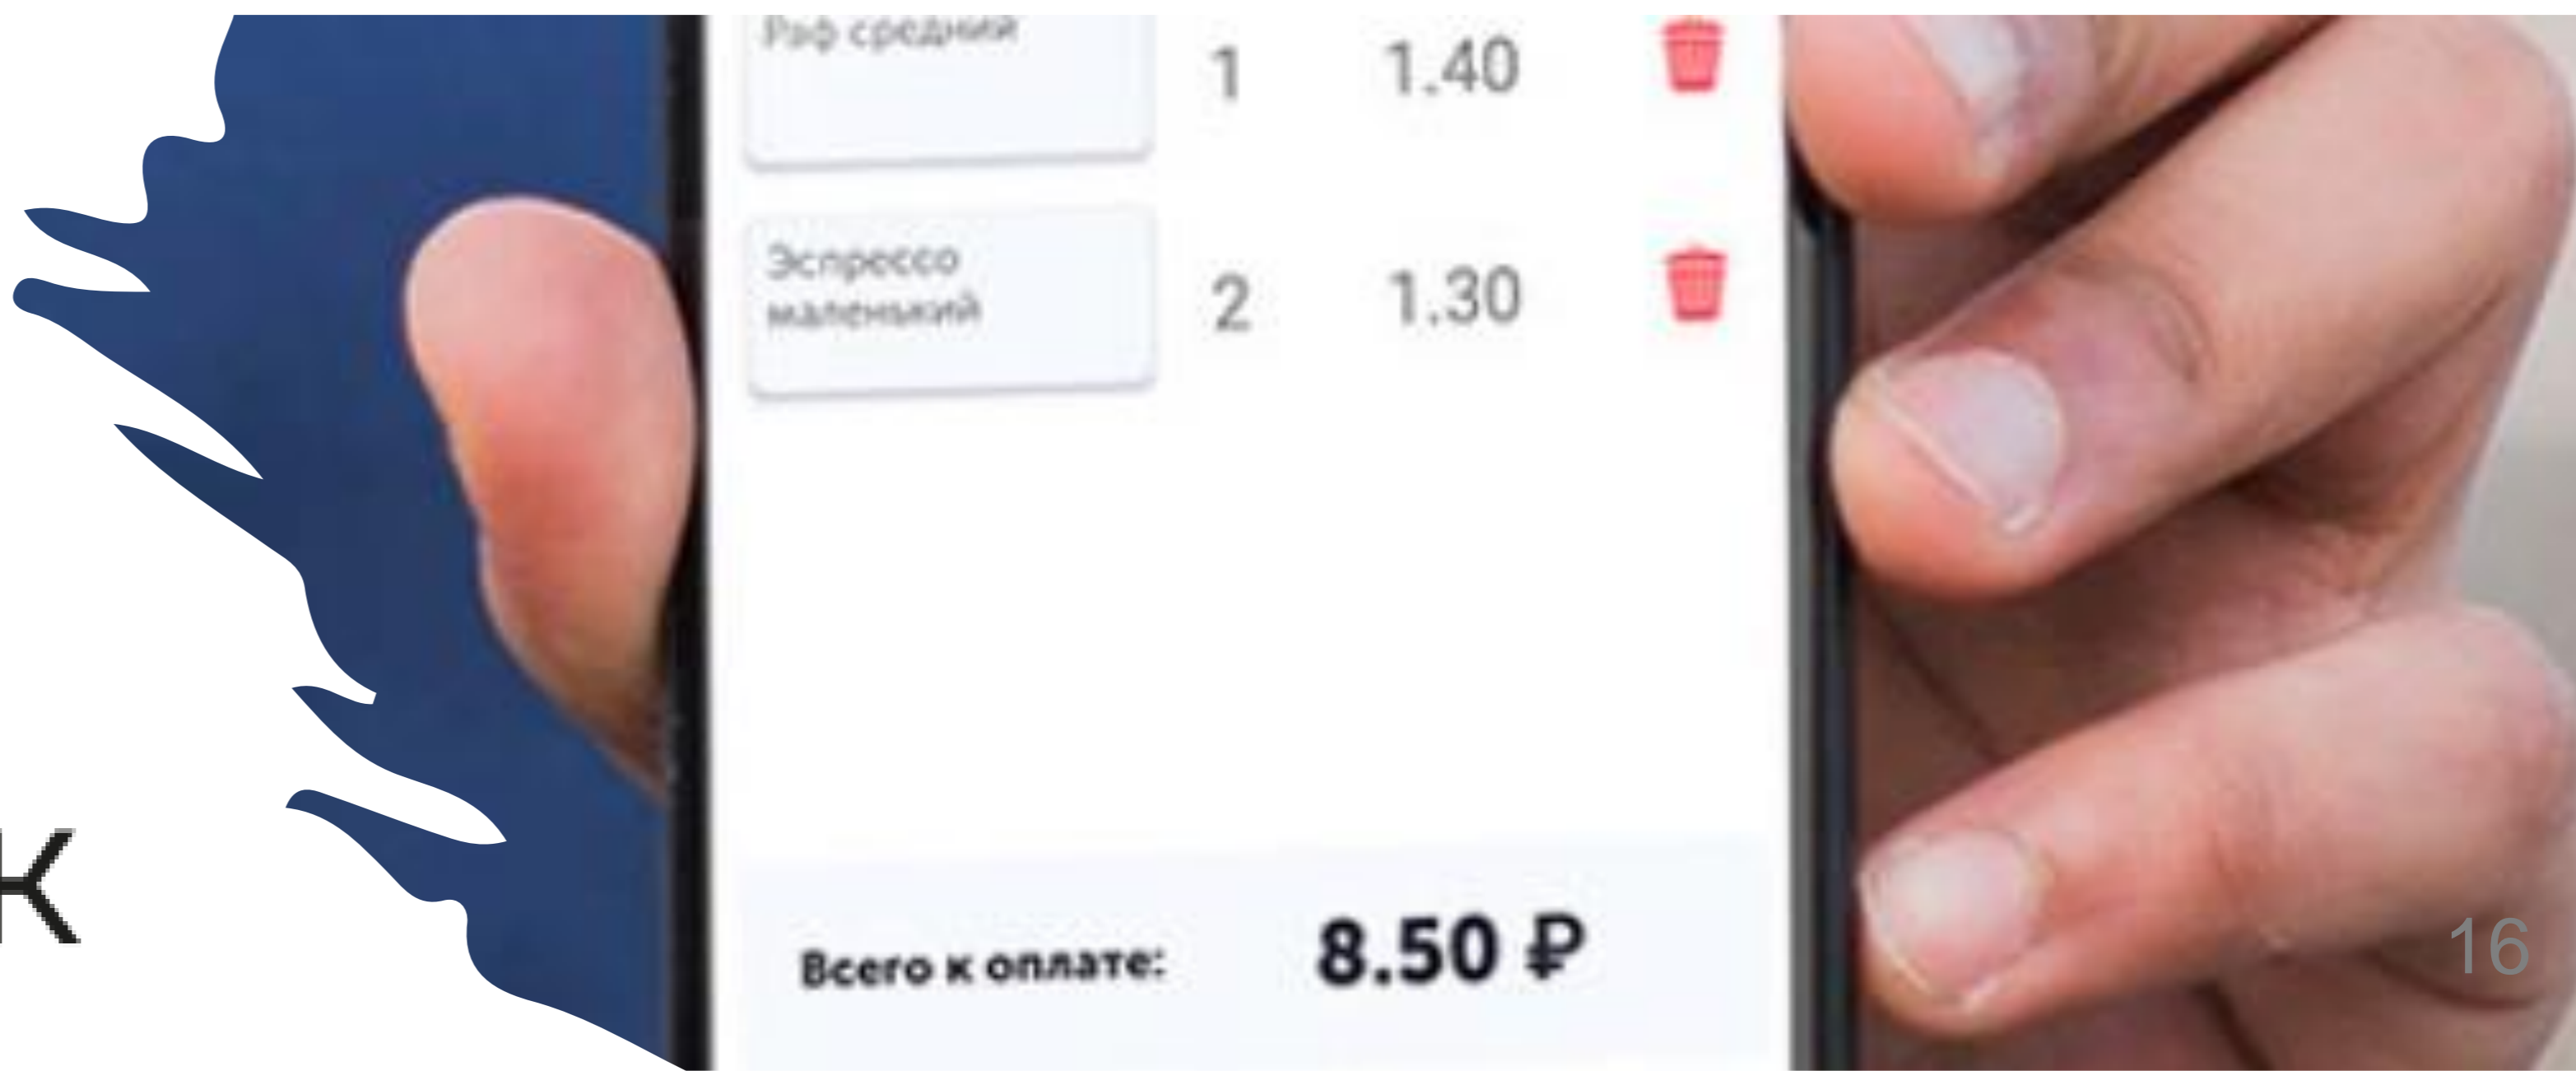 Раф средний
1 1.40
Эспрессо
маленький
2 1.30
Всего к оплате: 8.50 ₽
к
16